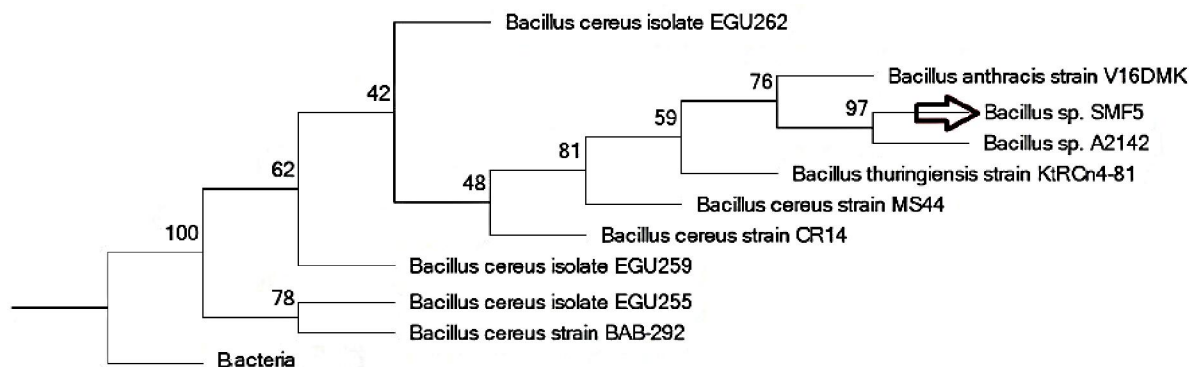 Bacillus cereus isolate EGU262
42
76
Bacillus anthracis strain V16DMK
97
Bacillus sp. SMF5
59
Bacillus sp. A2142
81
Bacillus thuringiensis strain KtRCn4-81
62
48
Bacillus cereus strain MS44
Bacillus cereus strain CR14
100
Bacillus cereus isolate EGU259
78
Bacillus cereus isolate EGU255
Bacillus cereus strain BAB-292
Bacteria